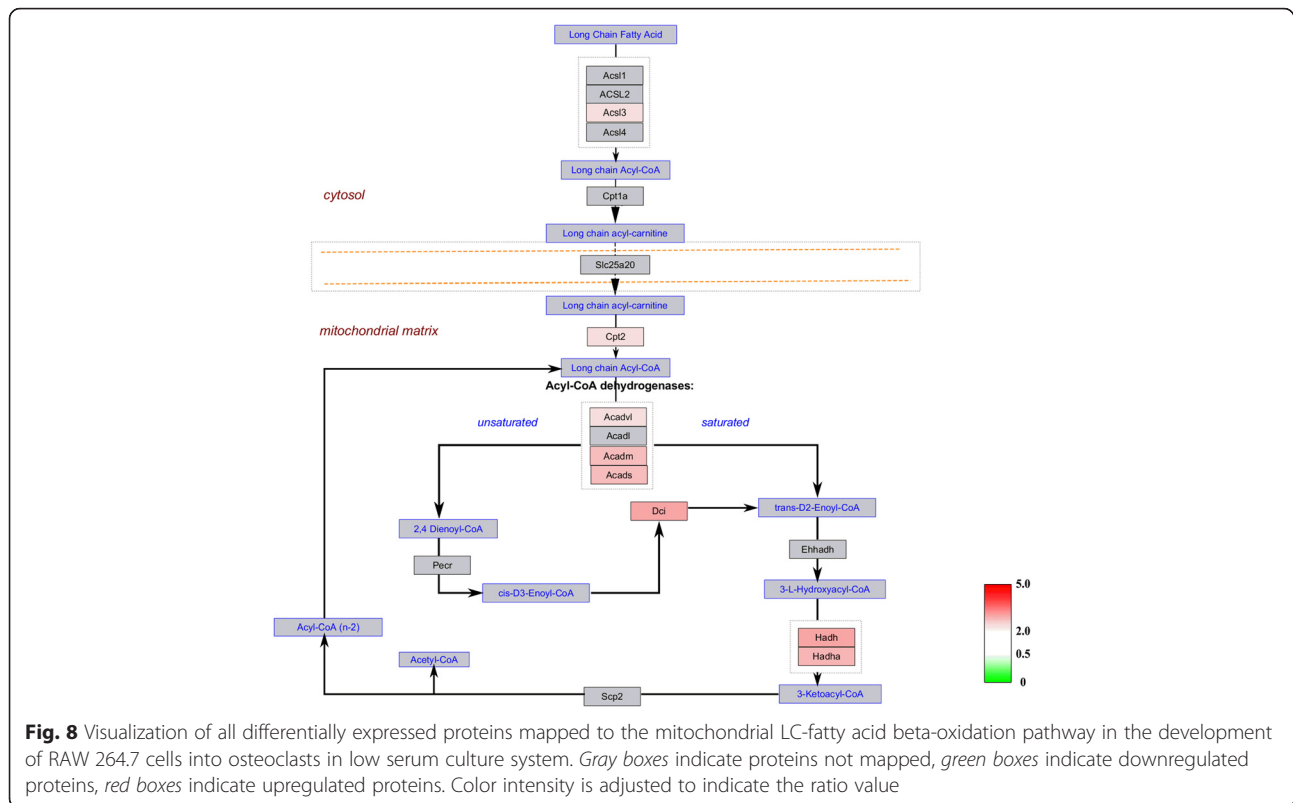 Long Chain Fatty Acid
Acsl1
ACSL2
Acsl3
Acsl4
Long chain Acyl-CoA
cytosol
Cpt1a
Long chain acyl-carnitine
Slc25a20
Long chain acyl-carnitine
mitochondrial matrix
Cpt2
Long chain Acyl-CoA
Acyl-CoA dehydrogenases:
unsaturated
Acadvl
saturated
Acadl
Acadm
Acads
Dci
trans-D2-Enoyl-CoA
2,4 Dienoyl-CoA
Ehhadh
Pecr
cis-D3-Enoyl-CoA
3-L-Hydroxyacyl-CoA
5.0
2.0
0.5
0
Acyl-CoA (n-2)
Hadh
Hadha
Acetyl-CoA
Scp2
3-Ketoacyl-CoA
Fig. 8 Visualization of all differentially expressed proteins mapped to the mitochondrial LC-fatty acid beta-oxidation pathway in the development
of RAW 264.7 cells into osteoclasts in low serum culture system. Gray boxes indicate proteins not mapped, green boxes indicate downregulated
proteins, red boxes indicate upregulated proteins. Color intensity is adjusted to indicate the ratio value